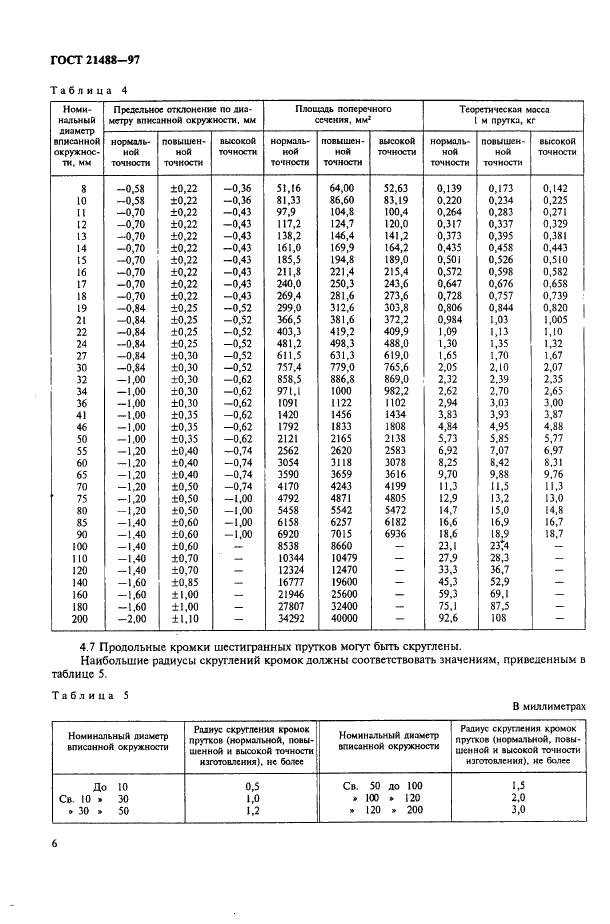 ГОСТ 21488—97
Таблица 4
Номинальный диаметр вписанной окружности, мм | Предельное отклонение по диаметру вписанной окружности, мм | Площадь поперечного сечения, мм² | Теоретическая масса 1 м прутка, кг
нормальной точности | повышенной точности | высокой точности | нормальной точности | повышенной точности | высокой точности | нормальной точности | повышенной точности | высокой точности
8 —0,58 ±0,22 —0,36 51,16 64,00 52,63 0,139 0,173 0,142
10 —0,58 ±0,22 —0,36 81,33 86,60 83,19 0,220 0,234 0,225
11 —0,70 ±0,22 —0,43 97,9 104,8 100,4 0,264 0,283 0,271
12 —0,70 ±0,22 —0,43 117,2 124,7 120,0 0,317 0,337 0,329
13 —0,70 ±0,22 —0,43 138,2 146,4 141,2 0,373 0,395 0,381
14 —0,70 ±0,22 —0,43 161,0 169,9 164,2 0,435 0,458 0,443
15 —0,70 ±0,22 —0,43 185,5 194,8 189,0 0,501 0,526 0,510
16 —0,70 ±0,22 —0,43 211,8 221,4 215,4 0,572 0,598 0,582
17 —0,70 ±0,22 —0,43 240,0 250,3 243,6 0,647 0,676 0,658
18 —0,70 ±0,22 —0,43 269,4 281,6 273,6 0,728 0,757 0,739
19 —0,84 ±0,25 —0,52 299,0 312,6 303,8 0,806 0,844 0,820
21 —0,84 ±0,25 —0,52 366,5 381,6 372,2 0,984 1,03 1,005
22 —0,84 ±0,25 —0,52 403,3 419,2 409,9 1,09 1,13 1,10
24 —0,84 ±0,25 —0,52 481,2 498,3 488,0 1,30 1,35 1,32
27 —0,84 ±0,30 —0,52 611,5 631,3 619,0 1,65 1,70 1,67
30 —0,84 ±0,30 —0,52 757,4 779,0 765,6 2,05 2,10 2,07
32 —1,00 ±0,30 —0,62 858,5 886,8 869,0 2,32 2,39 2,35
34 —1,00 ±0,30 —0,62 971,1 1000 982,2 2,62 2,70 2,65
36 —1,00 ±0,30 —0,62 1091 1122 1102 2,94 3,03 3,00
41 —1,00 ±0,35 —0,62 1420 1456 1434 3,83 3,93 3,87
46 —1,00 ±0,35 —0,62 1792 1833 1808 4,84 4,95 4,88
50 —1,00 ±0,35 —0,62 2121 2165 2138 5,73 5,85 5,77
55 —1,20 ±0,40 —0,74 2562 2620 2583 6,92 7,07 6,97
60 —1,20 ±0,40 —0,74 3054 3118 3078 8,25 8,42 8,31
65 —1,20 ±0,40 —0,74 3590 3659 3616 9,70 9,88 9,76
70 —1,20 ±0,50 —0,74 4170 4243 4199 11,3 11,5 11,3
75 —1,20 ±0,50 —1,00 4792 4871 4805 12,9 13,2 13,0
80 —1,20 ±0,50 —1,00 5458 5542 5472 14,7 15,0 14,8
85 —1,40 ±0,60 —1,00 6158 6257 6182 16,6 16,9 16,7
90 —1,40 ±0,60 —1,00 6920 7015 6936 18,6 18,9 18,7
100 —1,40 ±0,60 — 8538 8660 — 23,1 23,4 —
110 —1,40 ±0,70 — 10344 10479 — 27,9 28,3 —
120 —1,40 ±0,70 — 12324 12470 — 33,3 36,7 —
140 —1,60 ±0,85 — 16777 19600 — 45,3 52,9 —
160 —1,60 ±1,00 — 21946 25600 — 59,3 69,1 —
180 —1,60 ±1,00 — 27807 32400 — 75,1 87,5 —
200 —2,00 ±1,10 — 34292 40000 — 92,6 108 —
4.7 Продольные кромки шестигранных прутков могут быть скруглены.
Наибольшие радиусы скруглений кромок должны соответствовать значениям, приведенным в
таблице 5.
Таблица 5
В миллиметрах
Номинальный диаметр вписанной окружности | Радиус скругления кромок прутков (нормальной, повышенной и высокой точности изготовления), не более | Номинальный диаметр вписанной окружности | Радиус скругления кромок прутков (нормальной, повышенной и высокой точности изготовления), не более
До 10 0,5 Св. 50 до 100 1,5
Св. 10 » 30 1,0 » 100 » 120 2,0
» 30 » 50 1,2 » 120 » 200 3,0
6